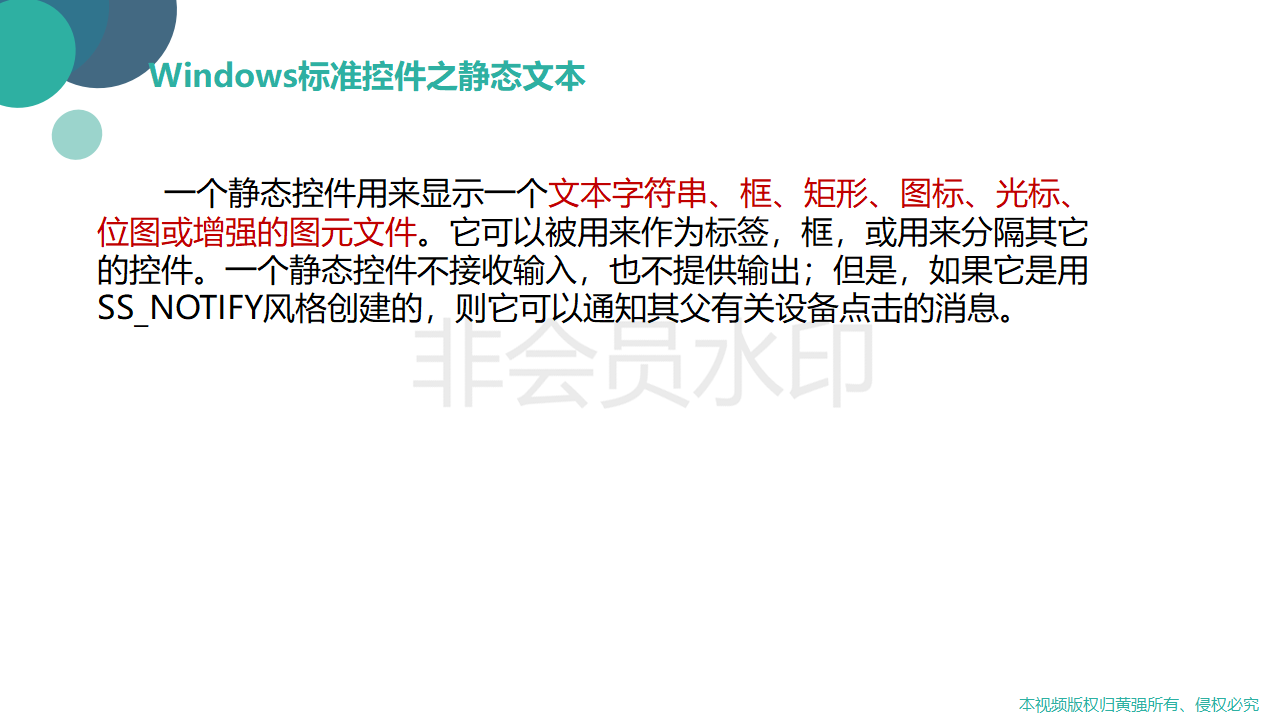 Windows标准控件之静态文本
一个静态控件用来显示一个文本字符串、框、矩形、图标、光标、
位图或增强的图元文件。它可以被用来作为标签，框，或用来分隔其它
的控件。一个静态控件不接收输入，也不提供输出；但是，如果它是用
SS_NOTIFY风格创建的，则它可以通知其父有关设备点击的消息。
非会员水印
本视频版权归黄强所有、侵权必究